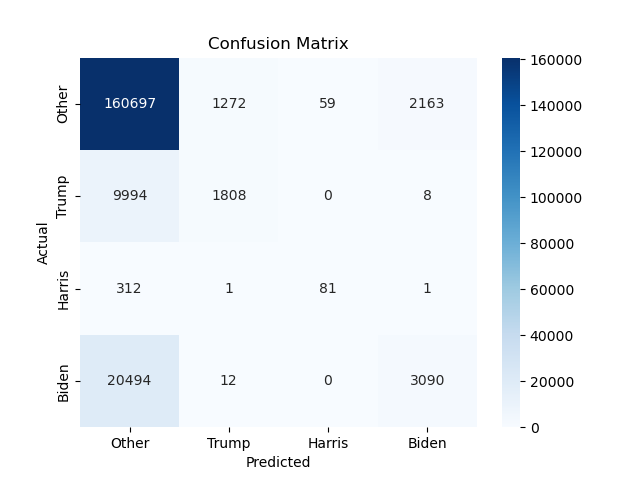 Confusion Matrix
Actual
Other 160697 1272 59 2163
Trump 9994 1808 0 8
Harris 312 1 81 1
Biden 20494 12 0 3090
Other Trump Harris Biden
Predicted
160000
140000
120000
100000
80000
60000
40000
20000
0